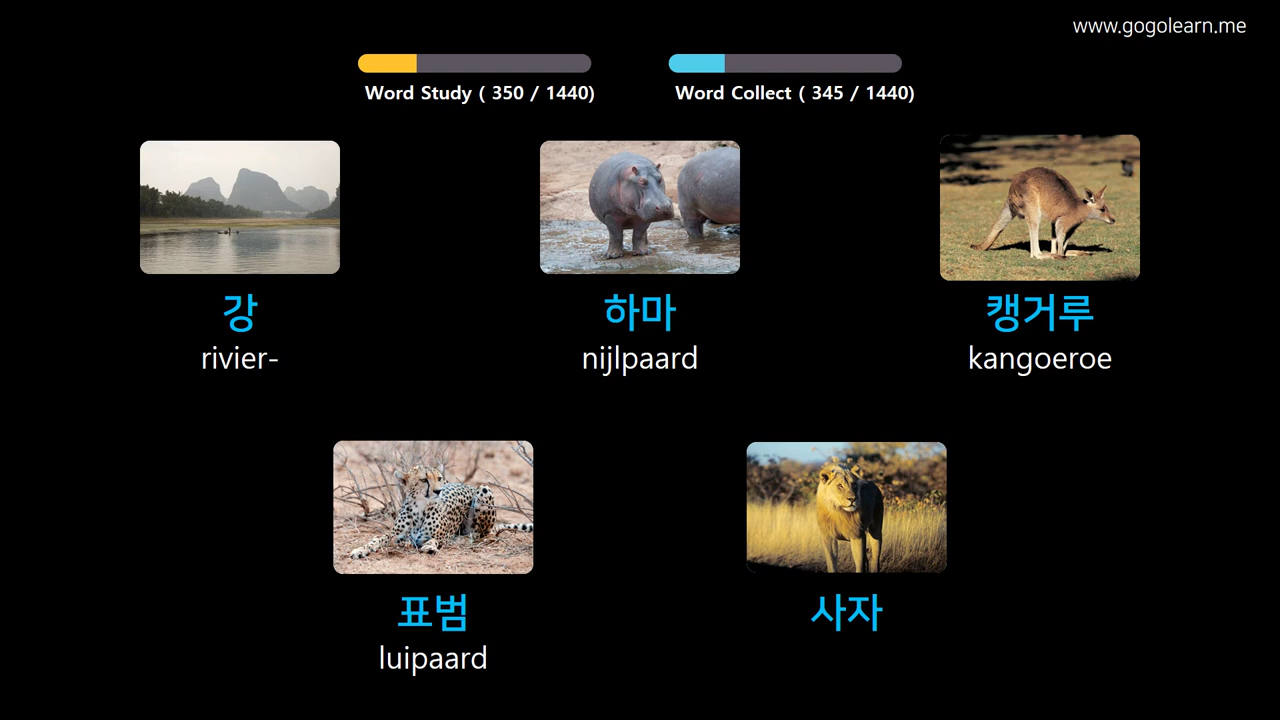 www.gogolearn.me
Word Study ( 350 / 1440)
Word Collect ( 345 / 1440)
강
rivier-
하마
nijlpaard
캥거루
kangoeroe
표범
luipaard
사자